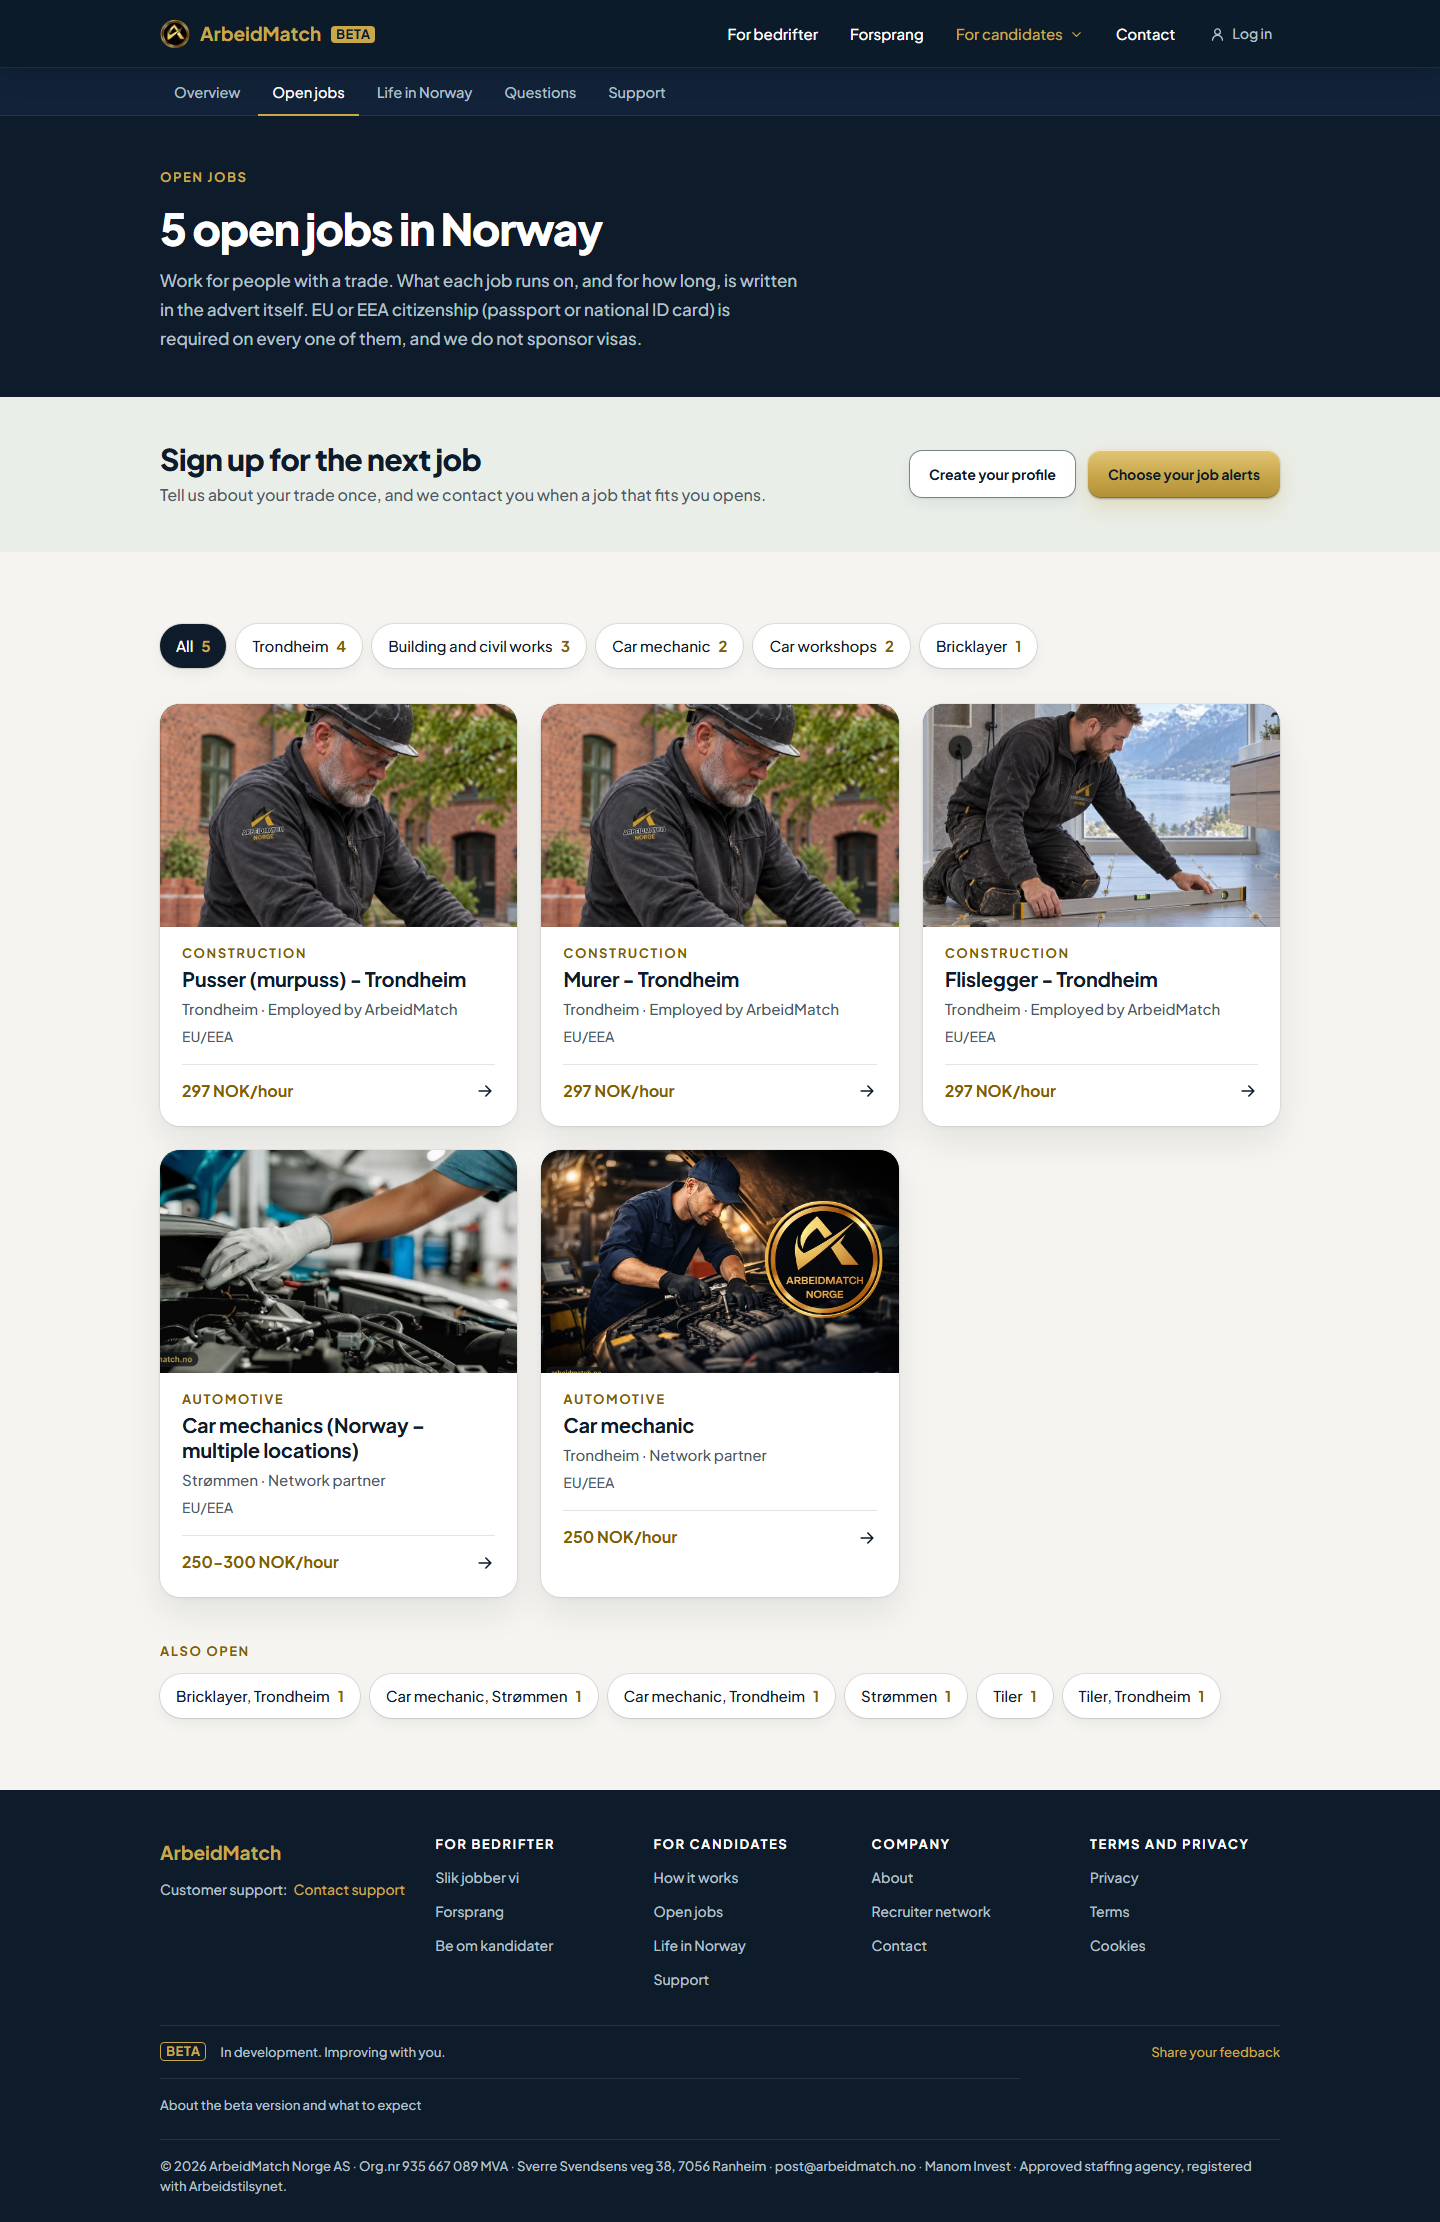 ArbeidMatch BETA
For bedrifter
Forsprang
For candidates
Contact
Log in
Overview
Open jobs
Life in Norway
Questions
Support
OPEN JOBS
5 open jobs in Norway
Work for people with a trade. What each job runs on, and for how long, is written
in the advert itself. EU or EEA citizenship (passport or national ID card) is
required on every one of them, and we do not sponsor visas.
Sign up for the next job
Tell us about your trade once, and we contact you when a job that fits you opens.
Create your profile
Choose your job alerts
All 5
Trondheim 4
Building and civil works 3
Car mechanic 2
Car workshops 2
Bricklayer 1
ARBEIDMATCH
NORGE
CONSTRUCTION
Pusser (murpuss) - Trondheim
Trondheim · Employed by ArbeidMatch
EU/EEA
297 NOK/hour
ARBEIDMATCH
NORGE
CONSTRUCTION
Murer - Trondheim
Trondheim · Employed by ArbeidMatch
EU/EEA
297 NOK/hour
CONSTRUCTION
Flislegger - Trondheim
Trondheim · Employed by ArbeidMatch
EU/EEA
297 NOK/hour
match.no
AUTOMOTIVE
Car mechanics (Norway –
multiple locations)
Strømmen · Network partner
EU/EEA
250–300 NOK/hour
ARBEIDMATCH
NORGE
AUTOMOTIVE
Car mechanic
Trondheim · Network partner
EU/EEA
250 NOK/hour
ALSO OPEN
Bricklayer, Trondheim 1
Car mechanic, Strømmen 1
Car mechanic, Trondheim 1
Strømmen 1
Tiler 1
Tiler, Trondheim 1
ArbeidMatch
Customer support: Contact support
FOR BEDRIFTER
Slik jobber vi
Forsprang
Be om kandidater
FOR CANDIDATES
How it works
Open jobs
Life in Norway
Support
COMPANY
About
Recruiter network
Contact
TERMS AND PRIVACY
Privacy
Terms
Cookies
BETA In development. Improving with you.
Share your feedback
About the beta version and what to expect
© 2026 ArbeidMatch Norge AS · Org.nr 935 667 089 MVA · Sverre Svendsens veg 38, 7056 Ranheim · post@arbeidmatch.no · Manom Invest · Approved staffing agency, registered
with Arbeidstilsynet.